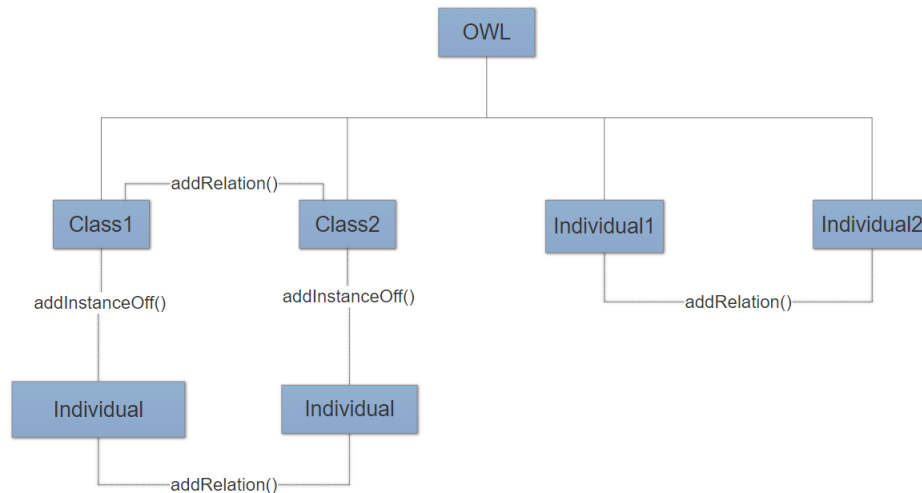 OWL
addRelation()
Class1
Class2
Individual1
Individual2
addInstanceOff()
addInstanceOff()
addRelation()
Individual
Individual
addRelation()